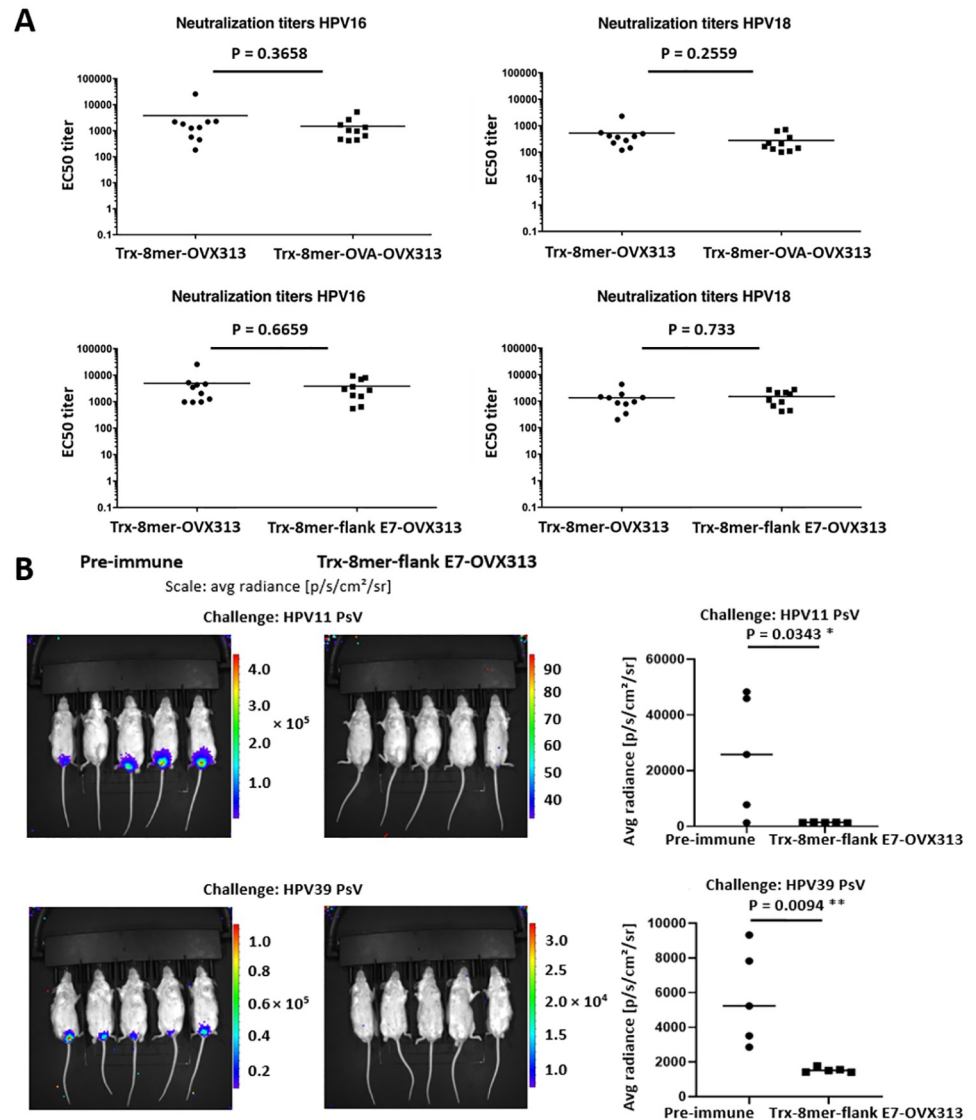 A
Neutralization titers HPV16
P = 0.3658
EC50 titer
100000
10000
1000
100
10
1
0.1
Trx-8mer-OVX313
Trx-8mer-OVA-OVX313
Neutralization titers HPV18
P = 0.2559
EC50 titer
100000
10000
1000
100
10
1
0.1
Trx-8mer-OVX313
Trx-8mer-OVA-OVX313
Neutralization titers HPV16
P = 0.6659
EC50 titer
100000
10000
1000
100
10
1
0.1
Trx-8mer-OVX313
Trx-8mer-flank E7-OVX313
Neutralization titers HPV18
P = 0.733
EC50 titer
100000
10000
1000
100
10
1
0.1
Trx-8mer-OVX313
Trx-8mer-flank E7-OVX313
B
Pre-immune
Trx-8mer-flank E7-OVX313
Scale: avg radiance [p/s/cm²/sr]
Challenge: HPV11 PsV
4.0
3.0
× 10⁵
2.0
1.0
90
80
70
60
50
40
Challenge: HPV11 PsV
P = 0.0343 *
Avg radiance [p/s/cm²/sr]
60000
40000
20000
0
Pre-immune
Trx-8mer-flank E7-OVX313
Challenge: HPV39 PsV
1.0
0.8
0.6 × 10⁵
0.4
0.2
3.0
2.5
2.0 × 10⁴
1.5
1.0
Challenge: HPV39 PsV
P = 0.0094 **
Avg radiance [p/s/cm²/sr]
10000
8000
6000
4000
2000
0
Pre-immune
Trx-8mer-flank E7-OVX313